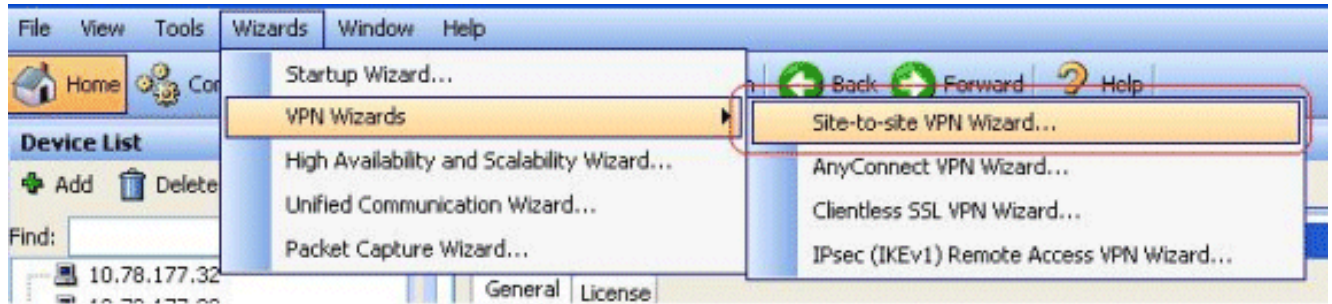 File View Tools Wizards Window Help
Home Back Forward Help
Startup Wizard...
VPN Wizards
High Availability and Scalability Wizard...
Unified Communication Wizard...
Packet Capture Wizard...
Site-to-site VPN Wizard...
AnyConnect VPN Wizard...
Clientless SSL VPN Wizard...
IPsec (IKEv1) Remote Access VPN Wizard...
Device List
Add Delete
Find:
10.78.177.32
General License